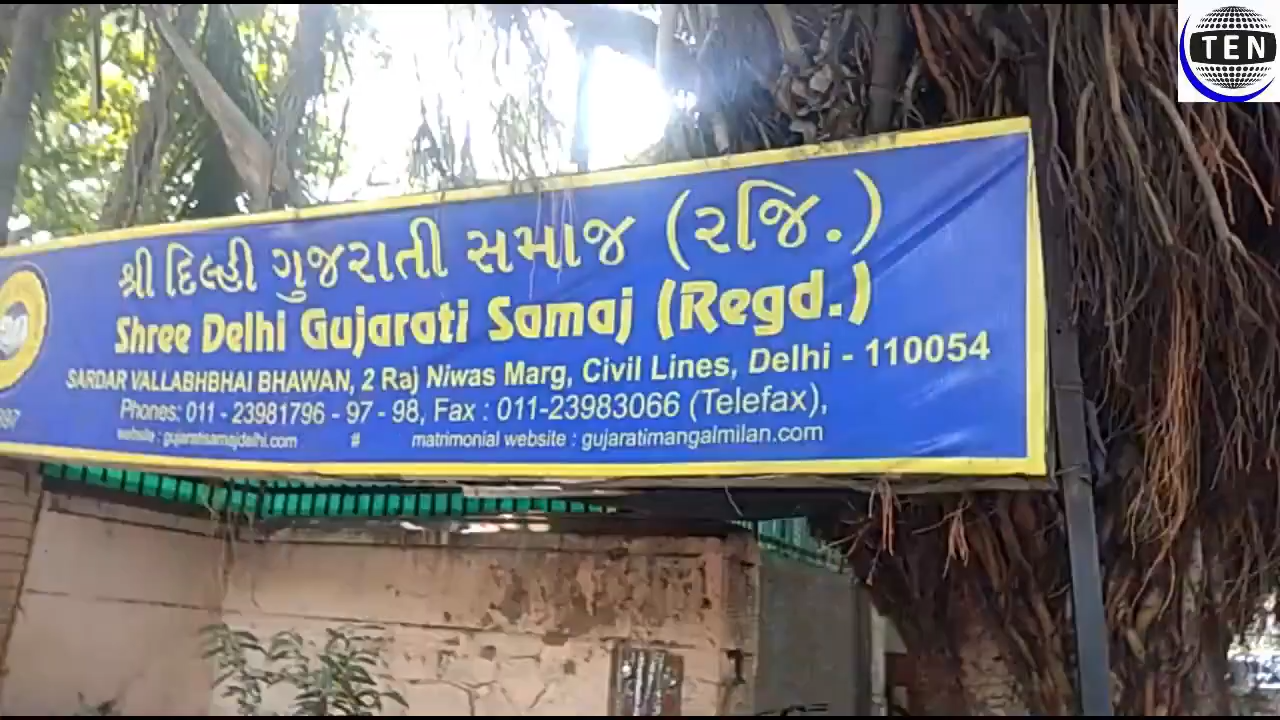 TEN
શ્રી દિલ્હી ગુજરાતી સમાજ (રજિ.)
Shree Delhi Gujarati Samaj (Regd.)
SARDAR VALLABHBHAI BHAWAN, 2 Raj Niwas Marg, Civil Lines, Delhi - 110054
Phones: 011 - 23981796 - 97 - 98, Fax : 011-23983066 (Telefax),
website : gujaratisamajdelhi.com # matrimonial website : gujaratimangalmilan.com